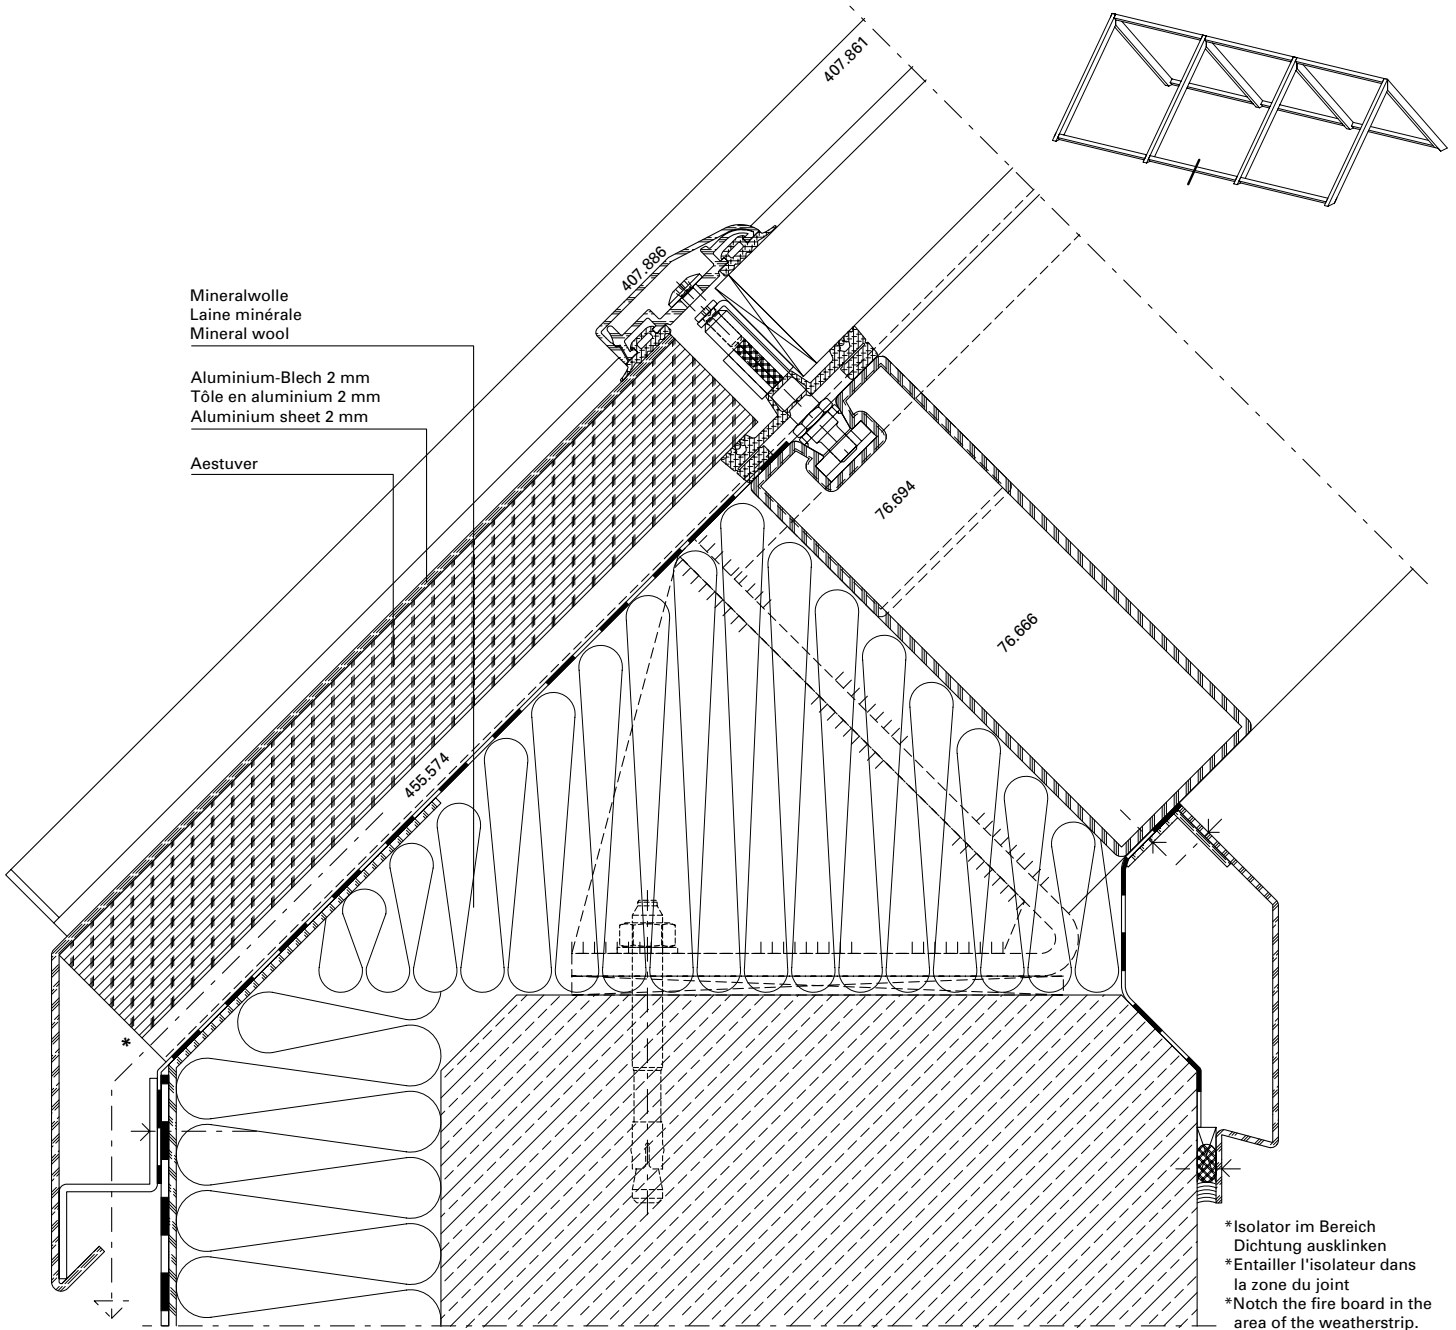 407.861
407.886
Mineralwolle
Laine minérale
Mineral wool
Aluminium-Blech 2 mm
Tôle en aluminium 2 mm
Aluminium sheet 2 mm
Aestuver
76.694
76.666
455.574
*
*Isolator im Bereich
Dichtung ausklinken
*Entailler l'isolateur dans
la zone du joint
*Notch the fire board in the
area of the weatherstrip.